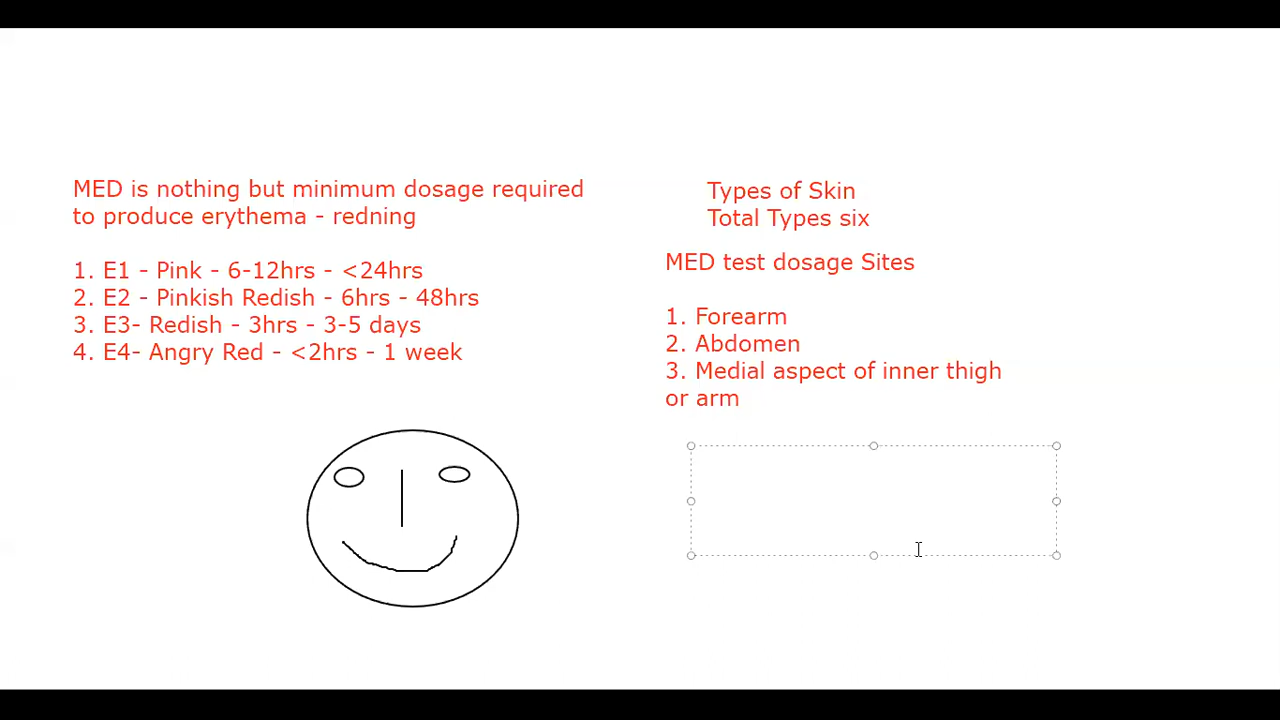 MED is nothing but minimum dosage required
to produce erythema - redning
1. E1 - Pink - 6-12hrs - <24hrs
2. E2 - Pinkish Redish - 6hrs - 48hrs
3. E3- Redish - 3hrs - 3-5 days
4. E4- Angry Red - <2hrs - 1 week
Types of Skin
Total Types six
MED test dosage Sites
1. Forearm
2. Abdomen
3. Medial aspect of inner thigh
or arm